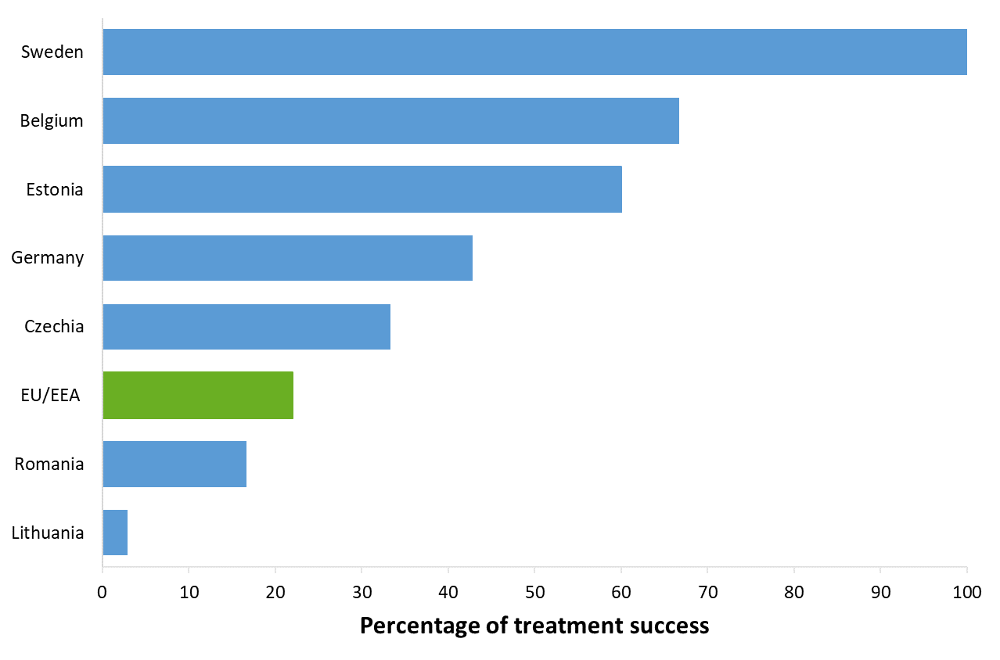 Sweden
Belgium
Estonia
Germany
Czechia
EU/EEA
Romania
Lithuania
0 10 20 30 40 50 60 70 80 90 100
Percentage of treatment success